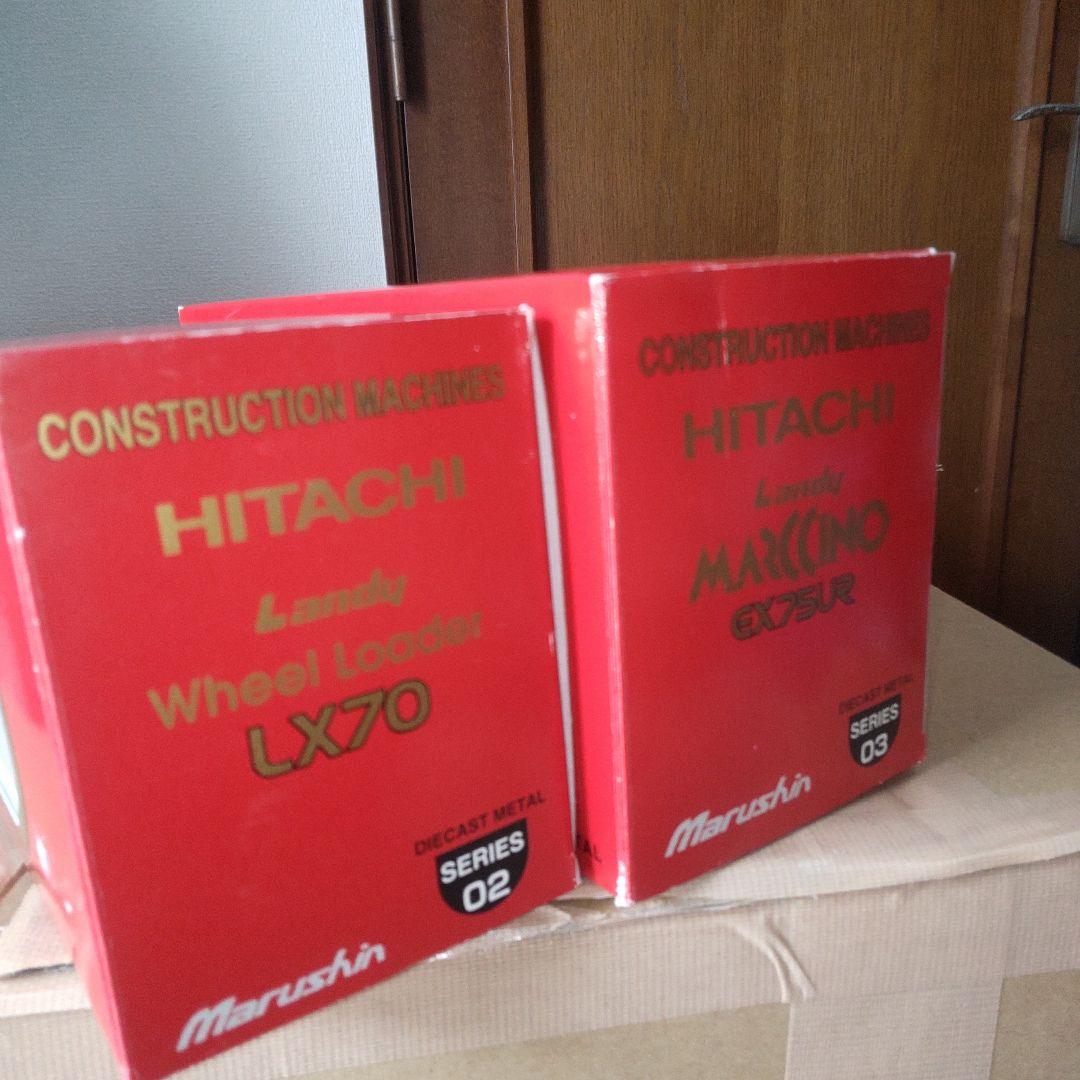 CONSTRUCTION MACHINES
HITACHI
Landy
Wheel Loader
LX70
DIECAST METAL
SERIES
02
Marushin
CONSTRUCTION MACHINES
HITACHI
Landy
MARCCINO
EX75UR
DIECAST METAL
SERIES
03
Marushin